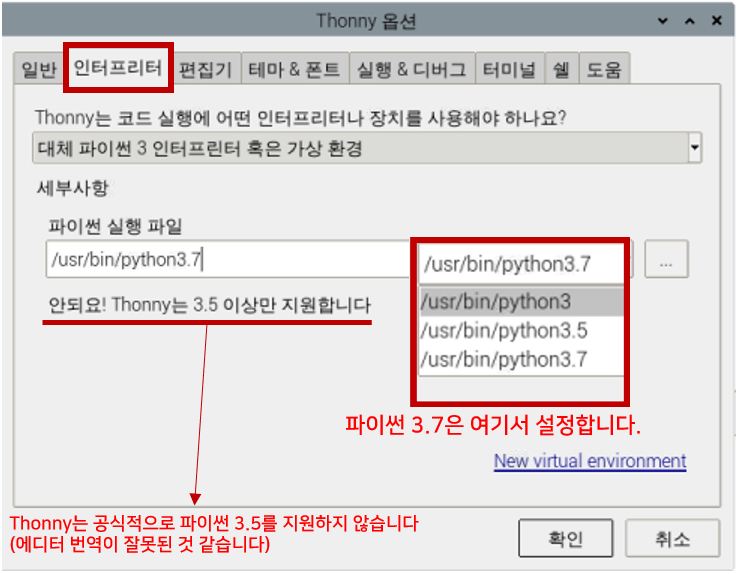 Thonny 옵션
일반 인터프리터 편집기 테마 & 폰트 실행 & 디버그 터미널 쉘 도움
Thonny는 코드 실행에 어떤 인터프리터나 장치를 사용해야 하나요?
대체 파이썬 3 인터프린터 혹은 가상 환경
세부사항
파이썬 실행 파일
/usr/bin/python3.7
/usr/bin/python3.7
...
/usr/bin/python3
/usr/bin/python3.5
/usr/bin/python3.7
안되요! Thonny는 3.5 이상만 지원합니다
파이썬 3.7은 여기서 설정합니다.
New virtual environment
Thonny는 공식적으로 파이썬 3.5를 지원하지 않습니다
(에디터 번역이 잘못된 것 같습니다)
확인 취소